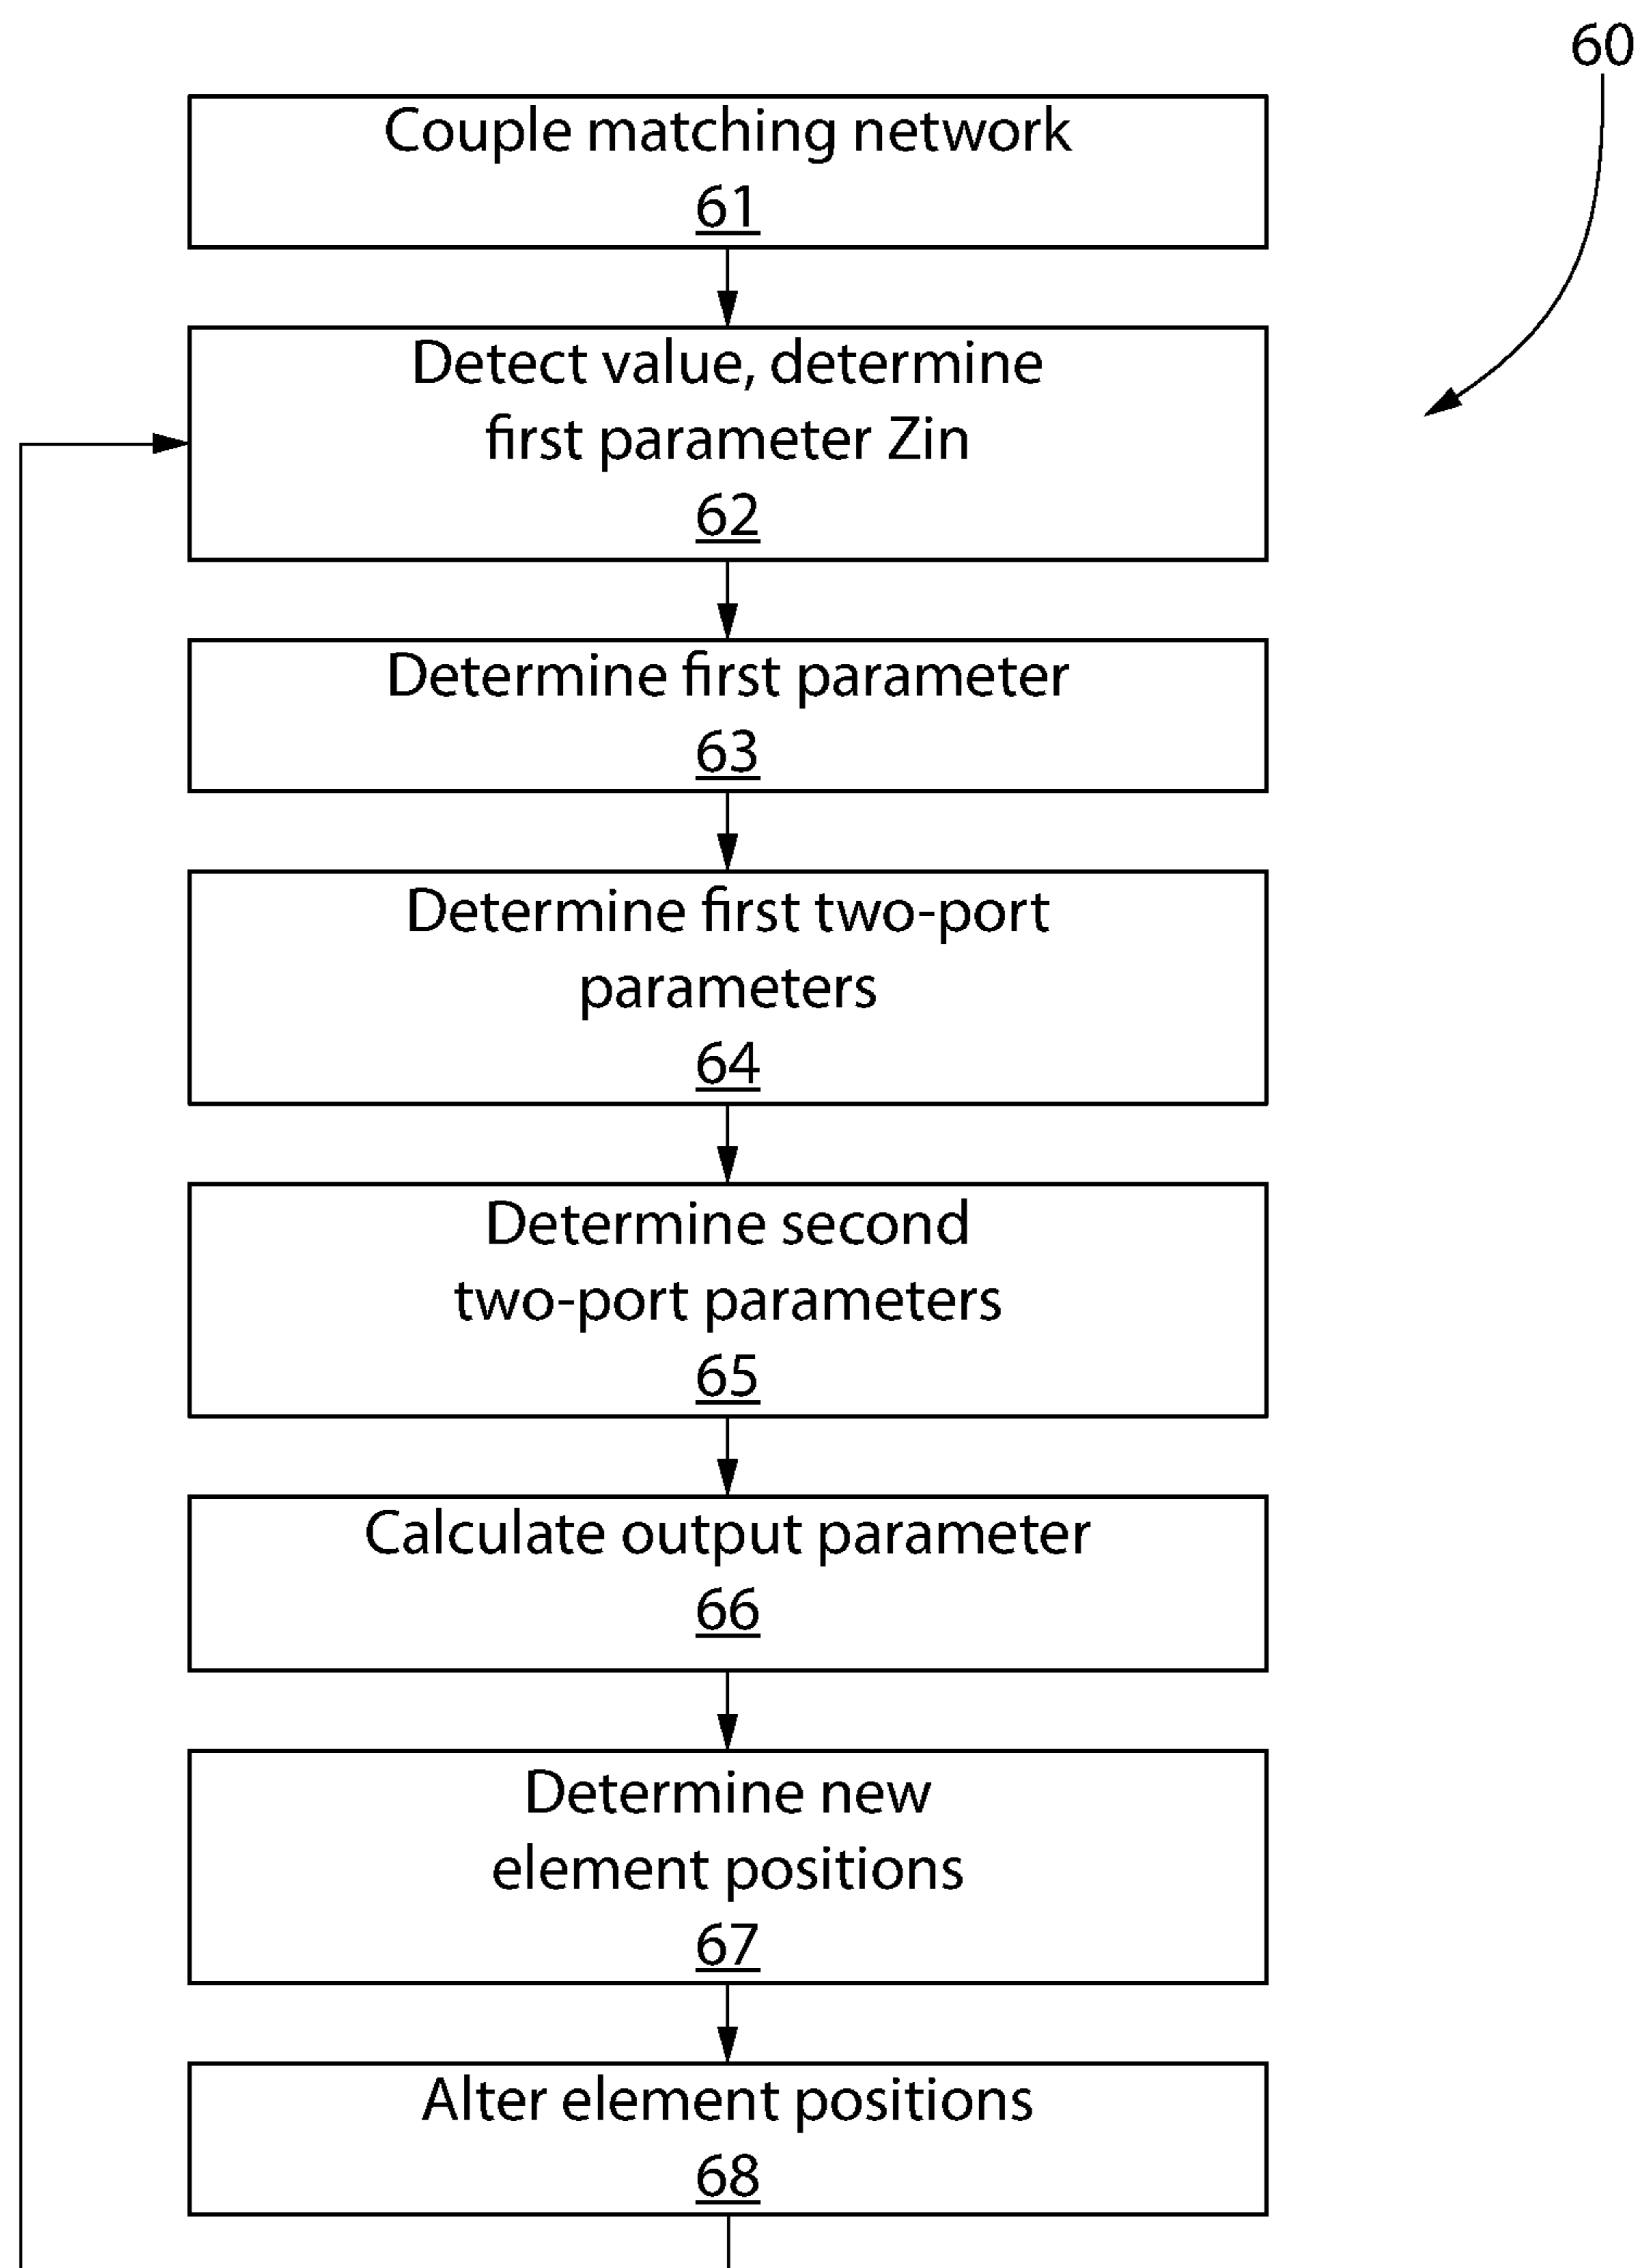 60
Couple matching network
61
Detect value, determine
first parameter Zin
62
Determine first parameter
63
Determine first two-port
parameters
64
Determine second
two-port parameters
65
Calculate output parameter
66
Determine new
element positions
67
Alter element positions
68